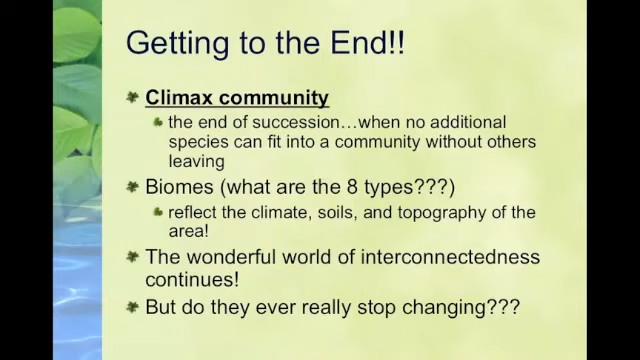 Getting to the End!!
Climax community
the end of succession…when no additional
species can fit into a community without others
leaving
Biomes (what are the 8 types???)
reflect the climate, soils, and topography of the
area!
The wonderful world of interconnectedness
continues!
But do they ever really stop changing???